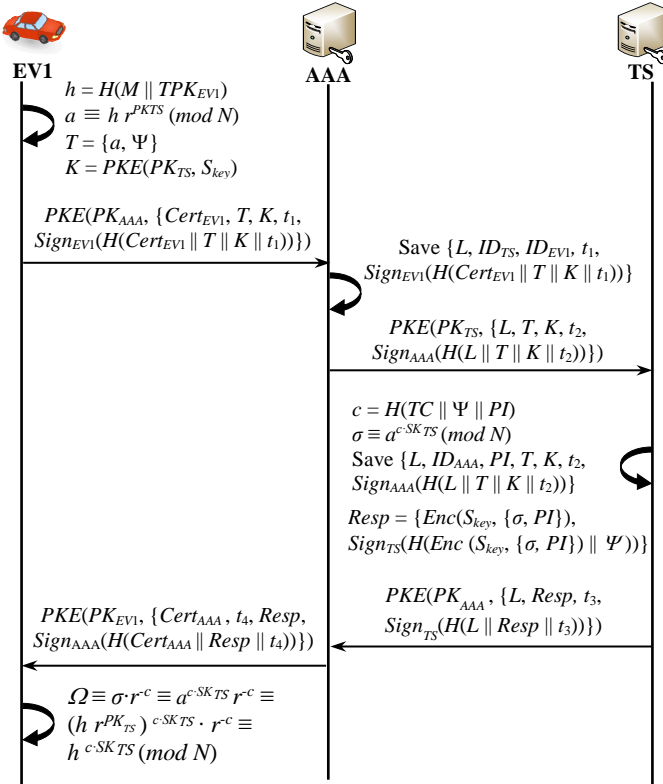 EV1 AAA TS
h = H(M || TPK_EV1)
a ≡ h r^PKTS (mod N)
T = {a, Ψ}
K = PKE(PK_TS, S_key)
PKE(PK_AAA, {Cert_EV1, T, K, t_1,
Sign_EV1(H(Cert_EV1 || T || K || t_1))})
Save {L, ID_TS, ID_EV1, t_1,
Sign_EV1(H(Cert_EV1 || T || K || t_1))}
PKE(PK_TS, {L, T, K, t_2,
Sign_AAA(H(L || T || K || t_2))})
c = H(TC || Ψ || PI)
σ ≡ a^c·SK_TS (mod N)
Save {L, ID_AAA, PI, T, K, t_2,
Sign_AAA(H(L || T || K || t_2))}
Resp = {Enc(S_key, {σ, PI}),
Sign_TS(H(Enc (S_key, {σ, PI}) || Ψ))}
PKE(PK_AAA, {L, Resp, t_3,
Sign_TS(H(L || Resp || t_3))})
PKE(PK_EV1, {Cert_AAA , t_4, Resp,
Sign_AAA(H(Cert_AAA || Resp || t_4))})
Ω ≡ σ·r^-c ≡ a^c·SK_TS r^-c ≡
(h r^PK_TS) ^c·SK_TS · r^-c ≡
h ^c·SK_TS (mod N)